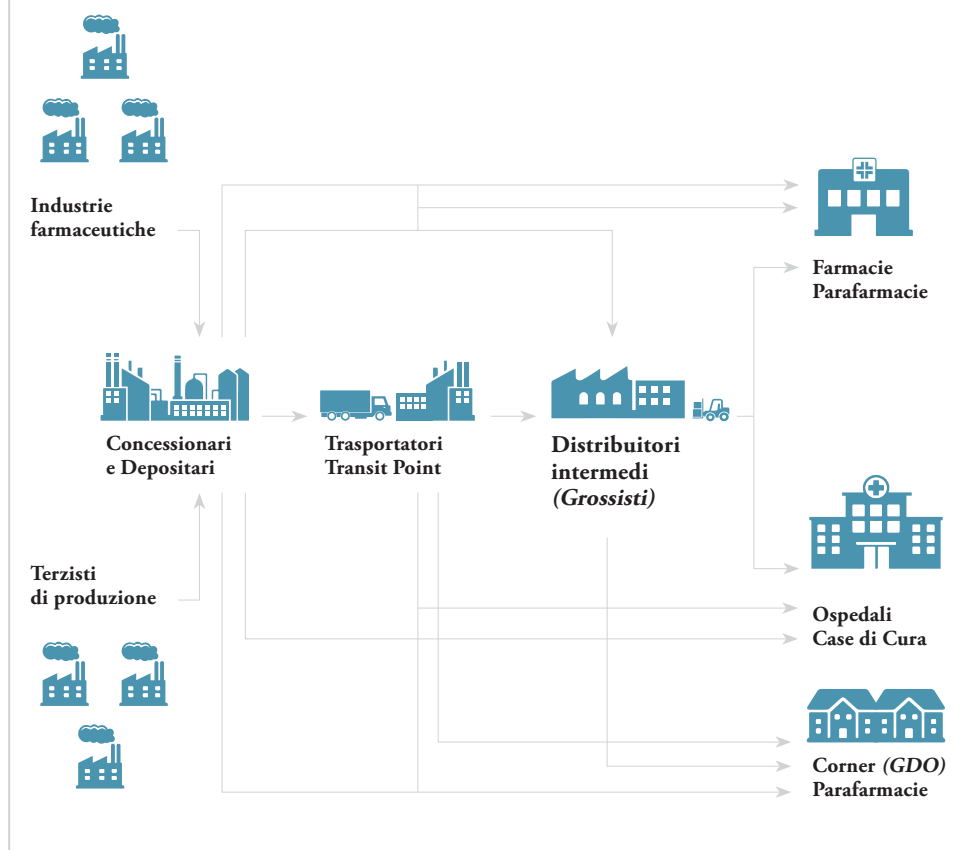 Industrie
farmaceutiche
Farmacie
Parafarmacie
Concessionari
e Depositari
Trasportatori
Transit Point
Distribuitori
intermedi
(Grossisti)
Terzisti
di produzione
Ospedali
Case di Cura
Corner (GDO)
Parafarmacie